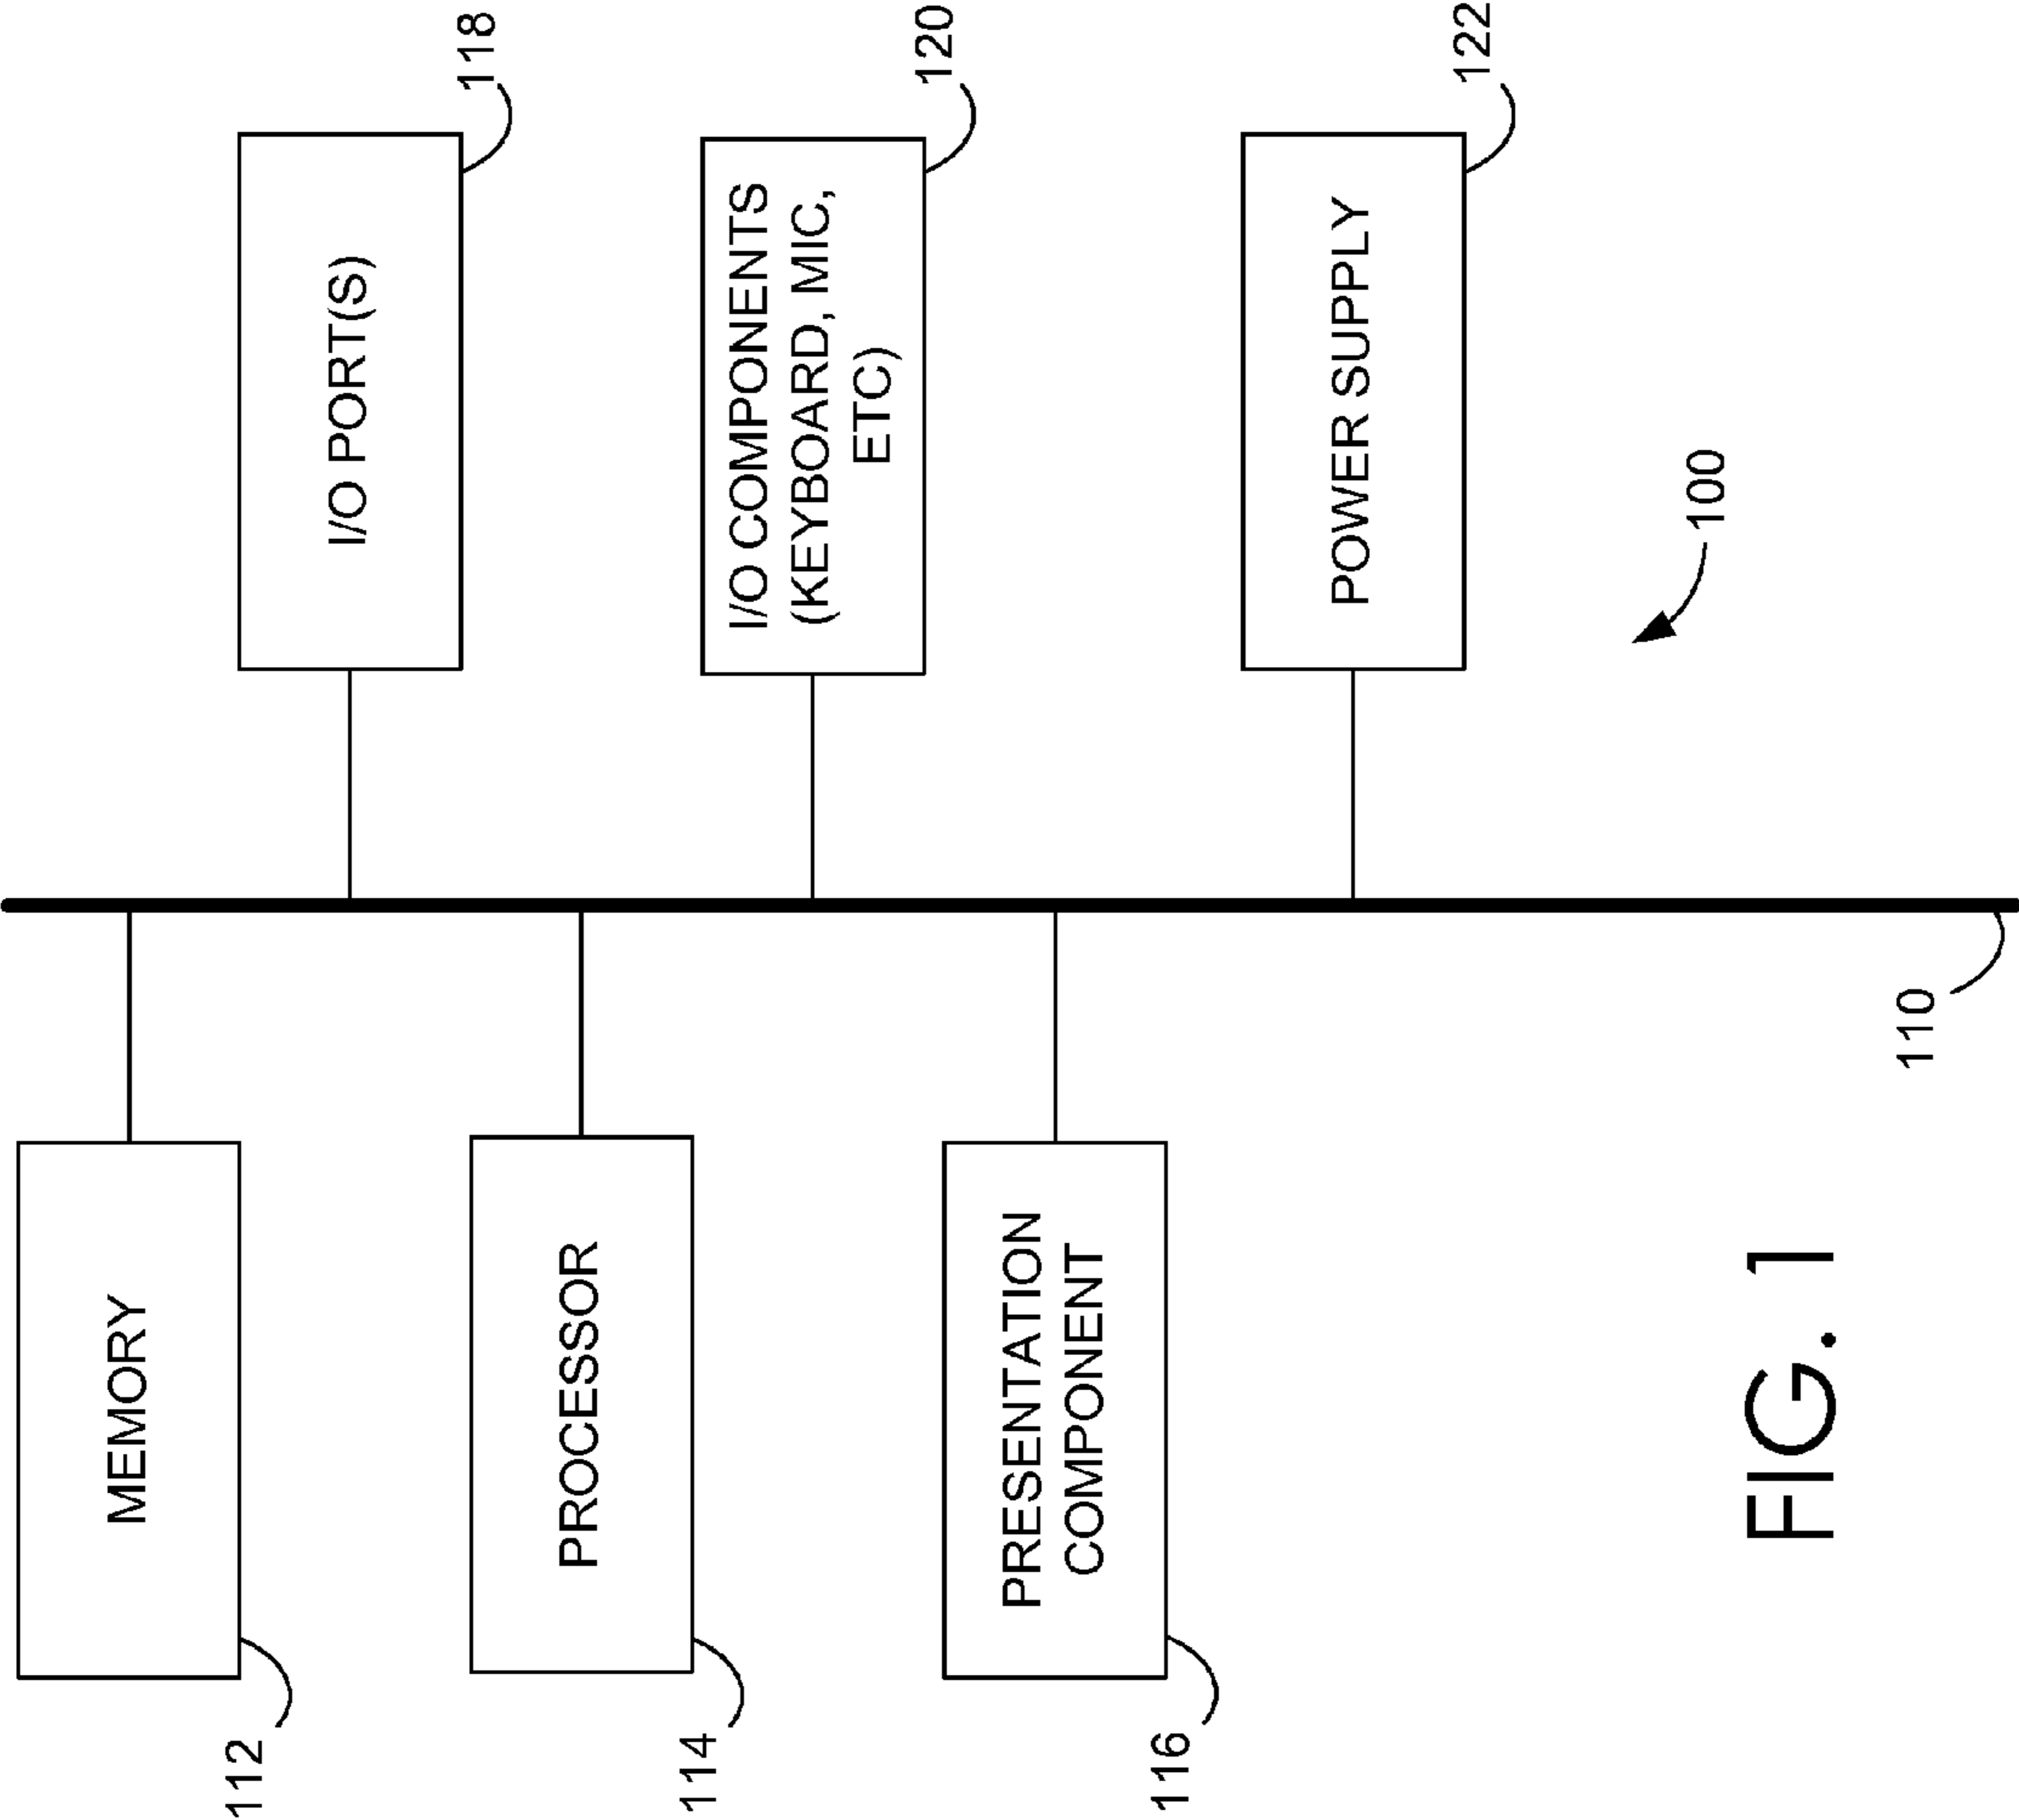 MEMORY
112
I/O PORT(S)
118
PROCESSOR
114
I/O COMPONENTS
(KEYBOARD, MIC,
ETC)
120
PRESENTATION
COMPONENT
116
POWER SUPPLY
122
100
110
FIG. 1